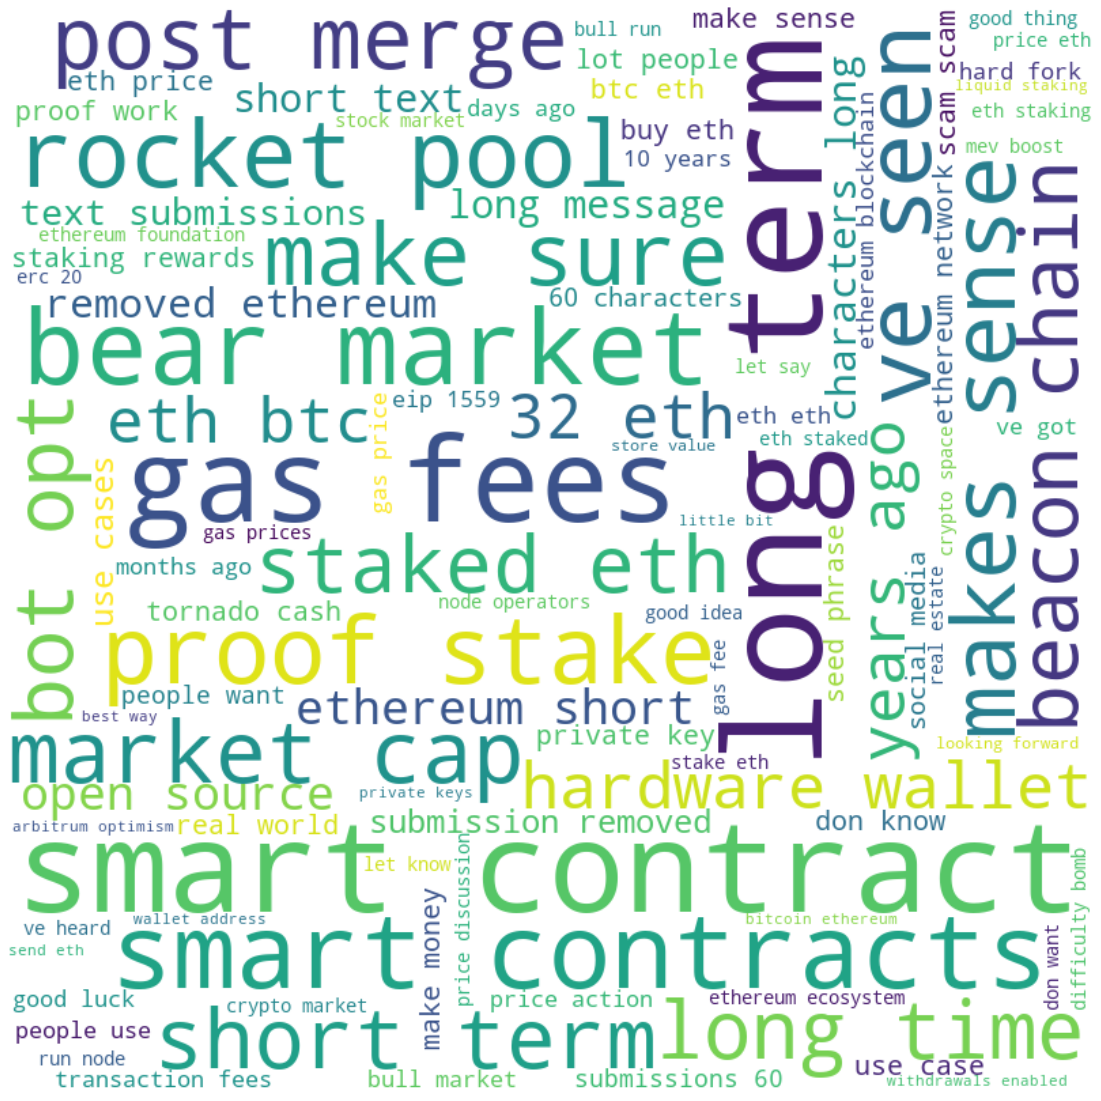 post merge
bull run
make sense
good thing
price eth
eth price
lot people
hard fork
liquid staking
short text
btc eth
proof work
days ago
eth staking
stock market
rocket pool
buy eth
10 years
mev boost
text submissions
long message
ethereum foundation
staking rewards
make sure
erc 20
removed ethereum
60 characters
bear market
let say
long term
characters long
ethereum blockchain
ve seen
scam scam
ethereum network
makes sense
beacon chain
bot opt
eth btc
gas price
eip 1559
32 eth
eth eth
ve got
store value
eth staked
years ago
crypto space
use cases
gas fees
gas prices
little bit
months ago
staked eth
seed phrase
social media
real estate
tornado cash
node operators
good idea
proof stake
gas fee
people want
best way
ethereum short
private key
looking forward
market cap
stake eth
hardware wallet
open source
private keys
arbitrum optimism
real world
submission removed
don know
smart contract
let know
price discussion
difficulty bomb
ve heard
wallet address
make money
bitcoin ethereum
send eth
smart contracts
don want
good luck
crypto market
price action
ethereum ecosystem
people use
short term
long time
run node
use case
transaction fees
bull market
submissions 60
withdrawals enabled